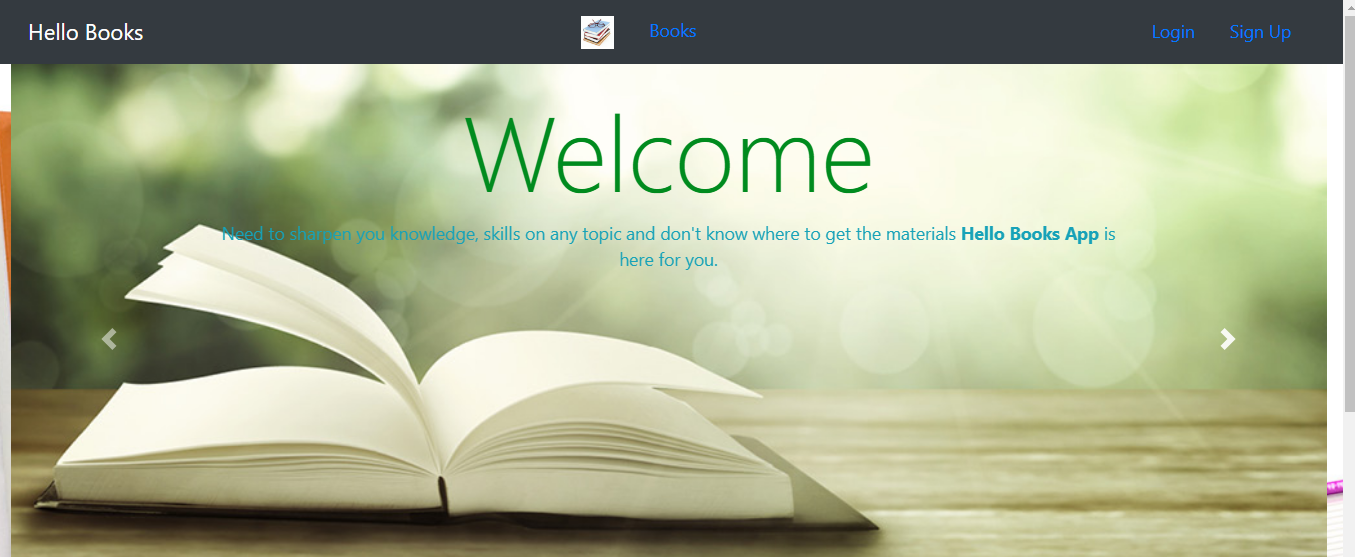 Hello Books
Books
Login
Sign Up
Welcome
Need to sharpen you knowledge, skills on any topic and don't know where to get the materials Hello Books App is
here for you.